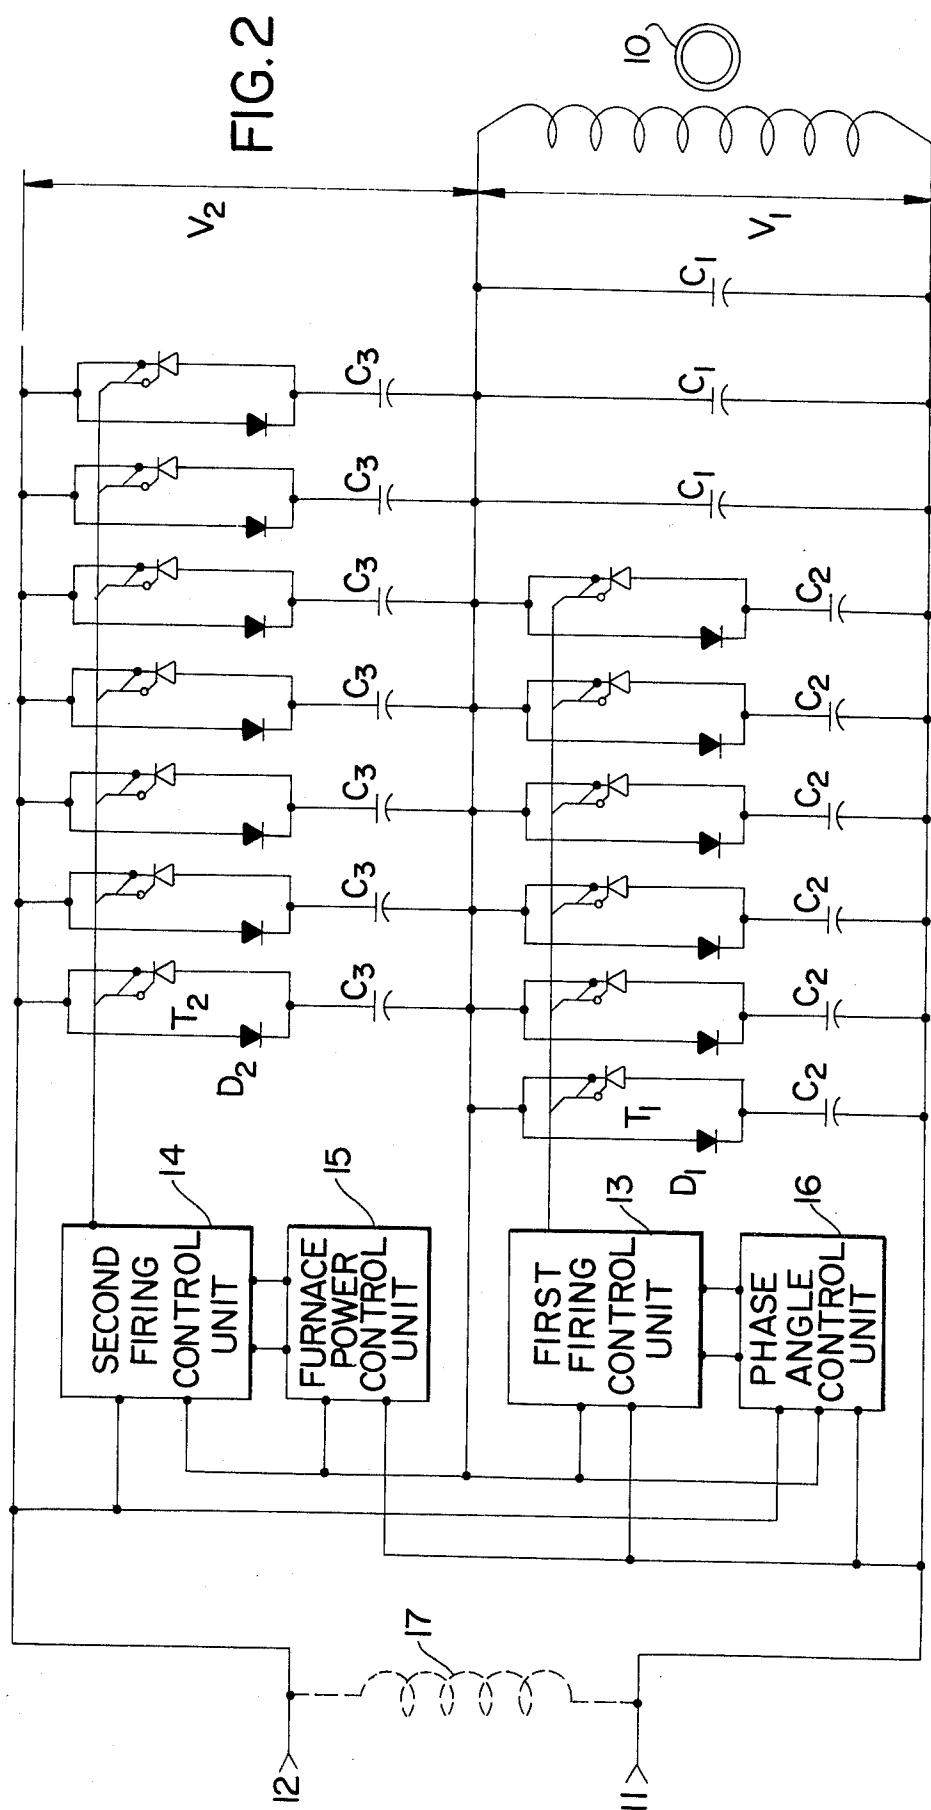 FIG. 2
10
V2
V1
C1
C1
C1
C3
C3
C3
C3
C3
C3
C3
T2
D2
C2
C2
C2
C2
C2
C2
T1
D1
14
SECOND
FIRING
CONTROL
UNIT
15
FURNACE
POWER
CONTROL
UNIT
13
FIRST
FIRING
CONTROL
UNIT
16
PHASE
ANGLE
CONTROL
UNIT
17
12
11